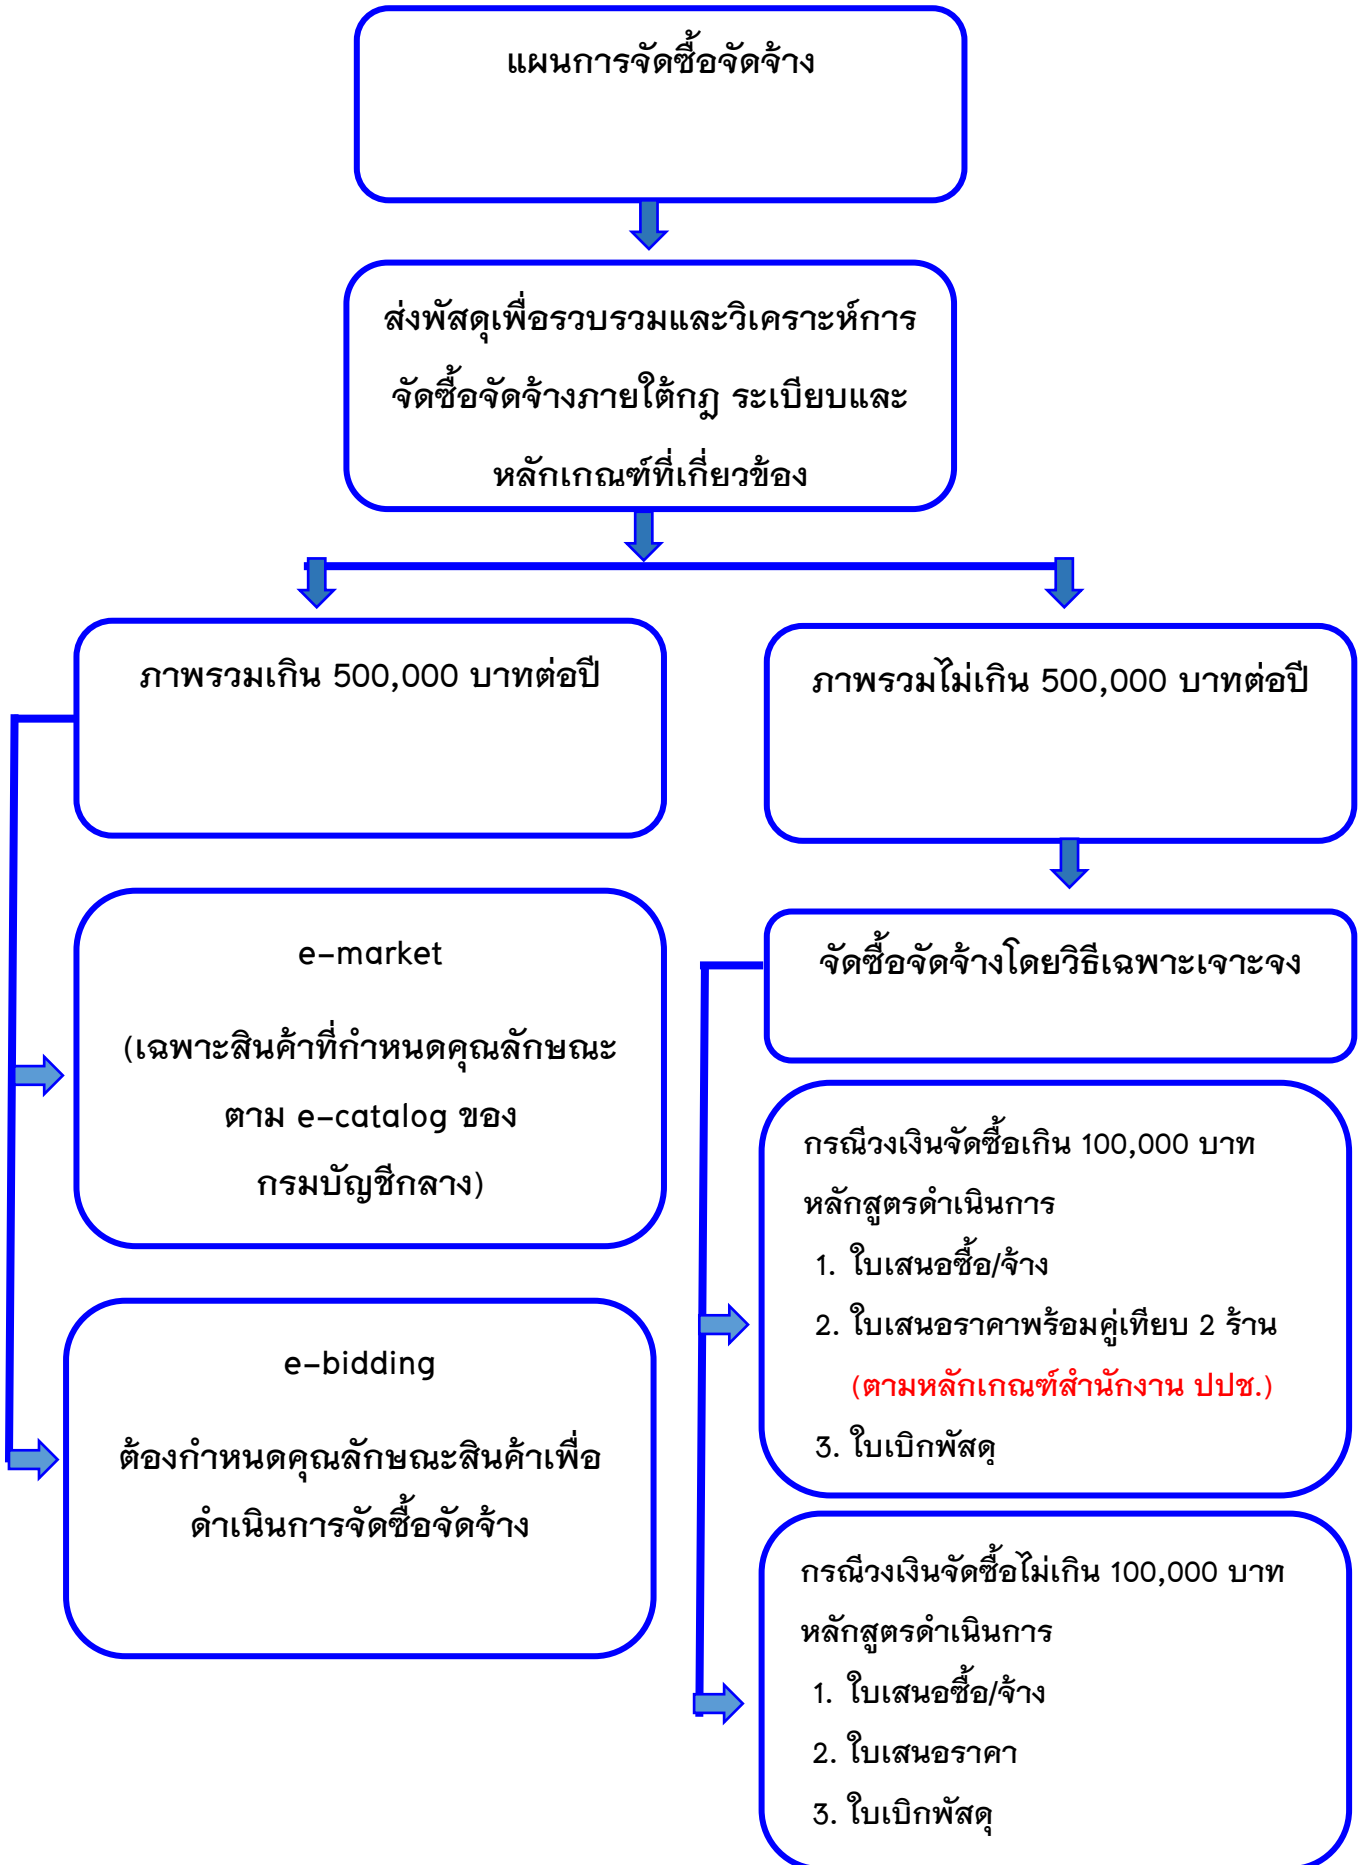 แผนการจัดซื้อจัดจ้าง
ส่งพัสดุเพื่อรวบรวมและวิเคราะห์การ
จัดซื้อจัดจ้างภายใต้กฎ ระเบียบและ
หลักเกณฑ์ที่เกี่ยวข้อง
ภาพรวมเกิน 500,000 บาทต่อปี
e-market
(เฉพาะสินค้าที่กำหนดคุณลักษณะ
ตาม e-catalog ของ
กรมบัญชีกลาง)
e-bidding
ต้องกำหนดคุณลักษณะสินค้าเพื่อ
ดำเนินการจัดซื้อจัดจ้าง
ภาพรวมไม่เกิน 500,000 บาทต่อปี
จัดซื้อจัดจ้างโดยวิธีเฉพาะเจาะจง
กรณีวงเงินจัดซื้อเกิน 100,000 บาท
หลักสูตรดำเนินการ
1. ใบเสนอซื้อ/จ้าง
2. ใบเสนอราคาพร้อมคู่เทียบ 2 ร้าน
(ตามหลักเกณฑ์สำนักงาน ปปช.)
3. ใบเบิกพัสดุ
กรณีวงเงินจัดซื้อไม่เกิน 100,000 บาท
หลักสูตรดำเนินการ
1. ใบเสนอซื้อ/จ้าง
2. ใบเสนอราคา
3. ใบเบิกพัสดุ